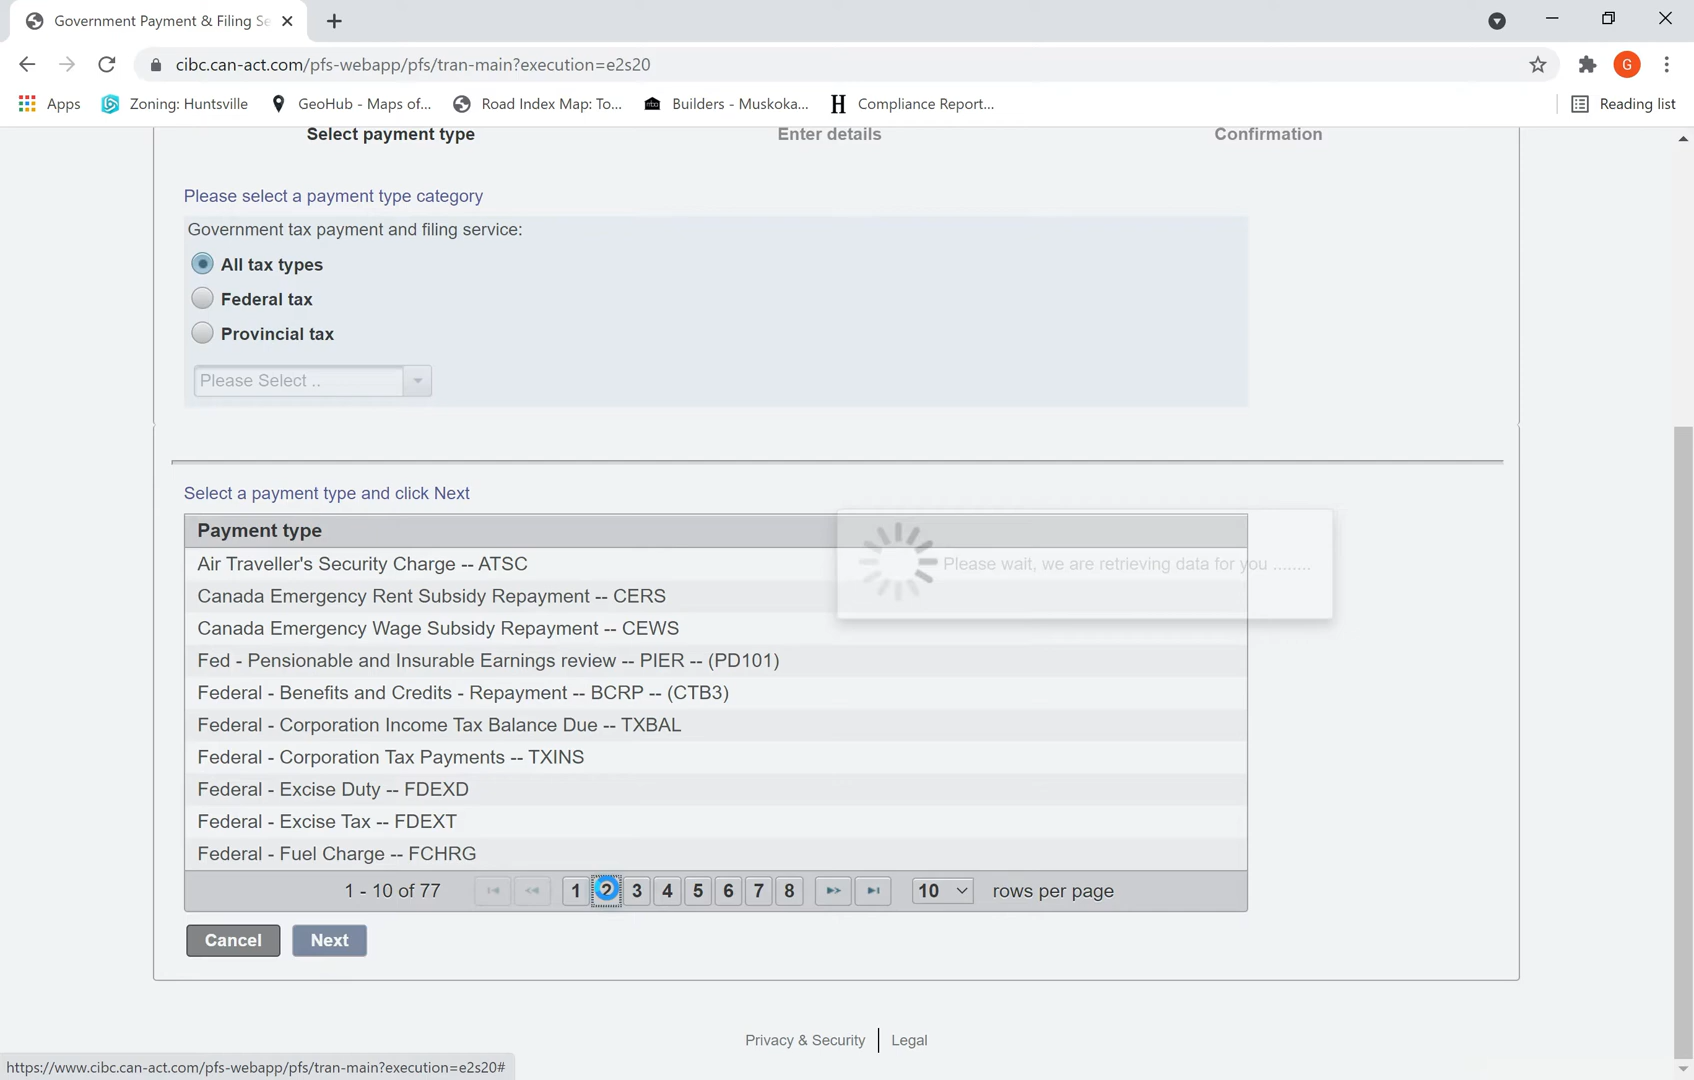 Government Payment & Filing Se
cibc.can-act.com/pfs-webapp/pfs/tran-main?execution=e2s20
G
Apps
Zoning: Huntsville
GeoHub - Maps of...
Road Index Map: To...
mba
Builders - Muskoka...
H
Compliance Report...
Reading list
Select payment type
Enter details
Confirmation
Please select a payment type category
Government tax payment and filing service:
All tax types
Federal tax
Provincial tax
Please Select ..
Select a payment type and click Next
Payment type
Please wait, we are retrieving data for you ........
Air Traveller's Security Charge -- ATSC
Canada Emergency Rent Subsidy Repayment -- CERS
Canada Emergency Wage Subsidy Repayment -- CEWS
Fed - Pensionable and Insurable Earnings review -- PIER -- (PD101)
Federal - Benefits and Credits - Repayment -- BCRP -- (CTB3)
Federal - Corporation Income Tax Balance Due -- TXBAL
Federal - Corporation Tax Payments -- TXINS
Federal - Excise Duty -- FDEXD
Federal - Excise Tax -- FDEXT
Federal - Fuel Charge -- FCHRG
1 - 10 of 77
1 2 3 4 5 6 7 8
10
rows per page
Cancel
Next
Privacy & Security
Legal
https://www.cibc.can-act.com/pfs-webapp/pfs/tran-main?execution=e2s20#